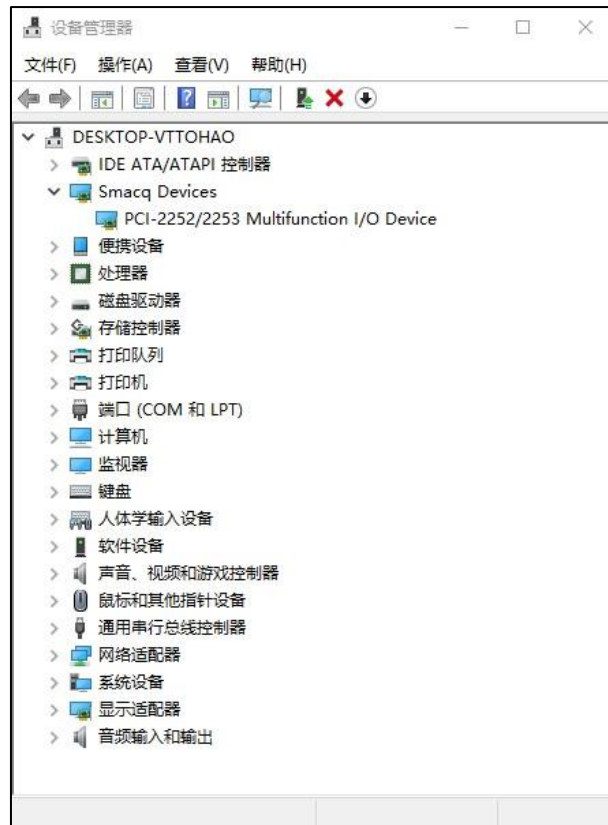 设备管理器
文件(F) 操作(A) 查看(V) 帮助(H)
DESKTOP-VTTOHAO
IDE ATA/ATAPI 控制器
Smacq Devices
PCI-2252/2253 Multifunction I/O Device
便携设备
处理器
磁盘驱动器
存储控制器
打印队列
打印机
端口 (COM 和 LPT)
计算机
监视器
键盘
人体学输入设备
软件设备
声音、视频和游戏控制器
鼠标和其他指针设备
通用串行总线控制器
网络适配器
系统设备
显示适配器
音频输入和输出